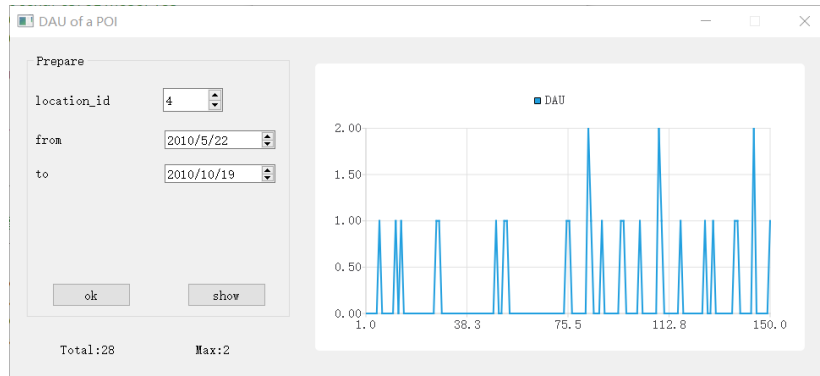 DAU of a POI
Prepare
location_id 4
from 2010/5/22
to 2010/10/19
ok show
Total:28 Max:2
DAU
2.00
1.50
1.00
0.50
0.00
1.0 38.3 75.5 112.8 150.0